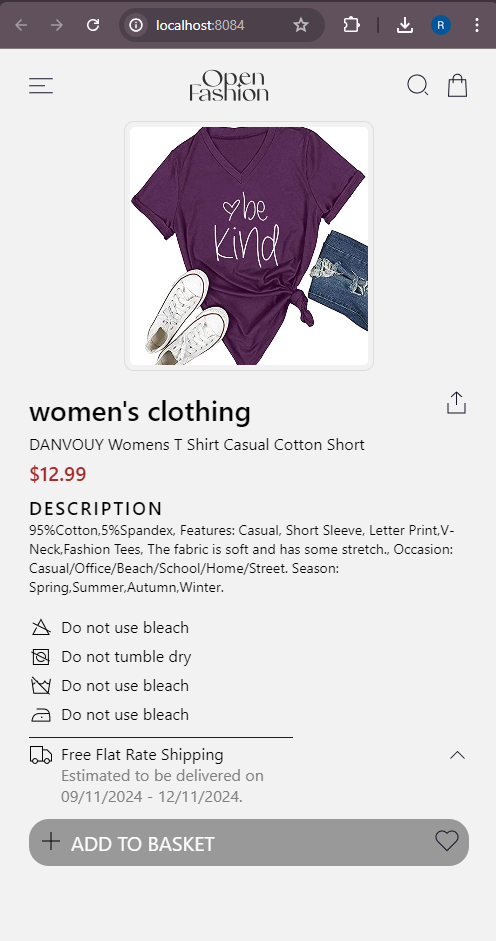 localhost:8084
R
Open
Fashion
be
kind
women's clothing
DANVOUY Womens T Shirt Casual Cotton Short
$12.99
DESCRIPTION
95%Cotton,5%Spandex, Features: Casual, Short Sleeve, Letter Print,V-
Neck,Fashion Tees, The fabric is soft and has some stretch., Occasion:
Casual/Office/Beach/School/Home/Street. Season:
Spring,Summer,Autumn,Winter.
Do not use bleach
Do not tumble dry
Do not use bleach
Do not use bleach
Free Flat Rate Shipping
Estimated to be delivered on
09/11/2024 - 12/11/2024.
ADD TO BASKET